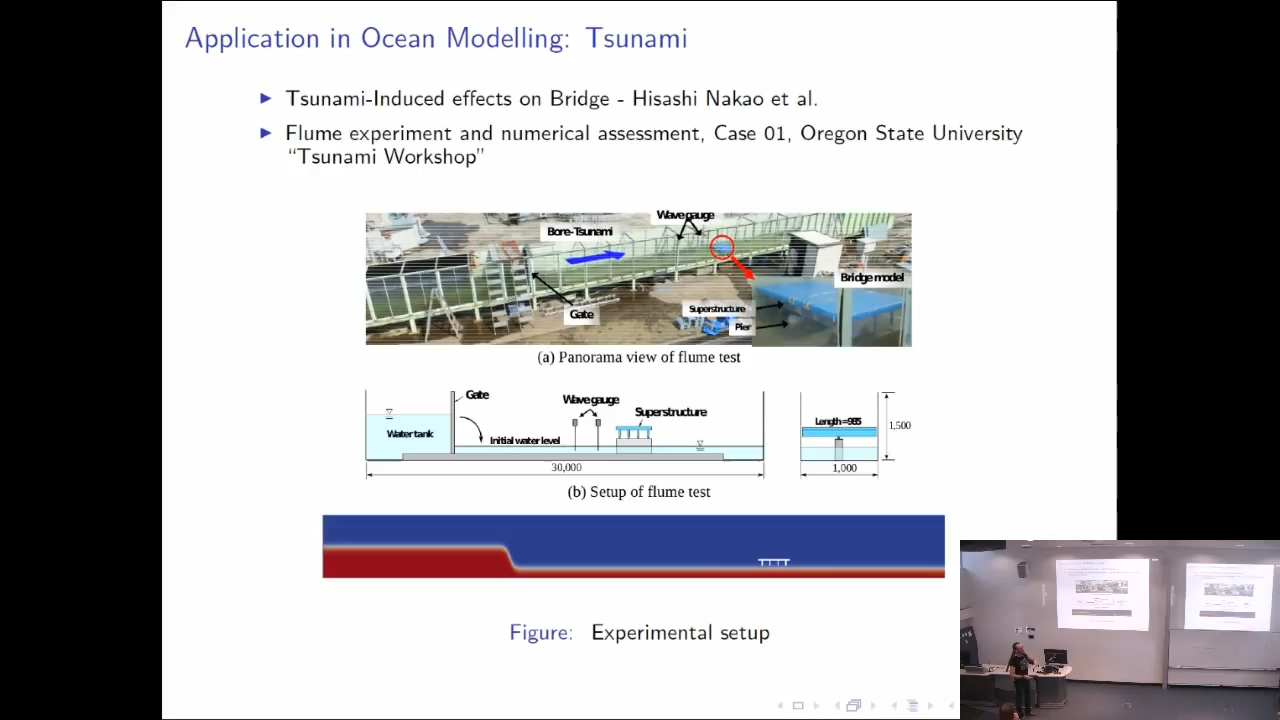 Application in Ocean Modelling: Tsunami
Tsunami-Induced effects on Bridge - Hisashi Nakao et al.
Flume experiment and numerical assessment, Case 01, Oregon State University
“Tsunami Workshop”
Wave gauge
Bore-Tsunami
Bridge model
Superstructure
Gate
Pier
(a) Panorama view of flume test
Gate
Wave gauge
Superstructure
Length=985
1,500
Water tank
Initial water level
30,000
1,000
(b) Setup of flume test
Figure: Experimental setup